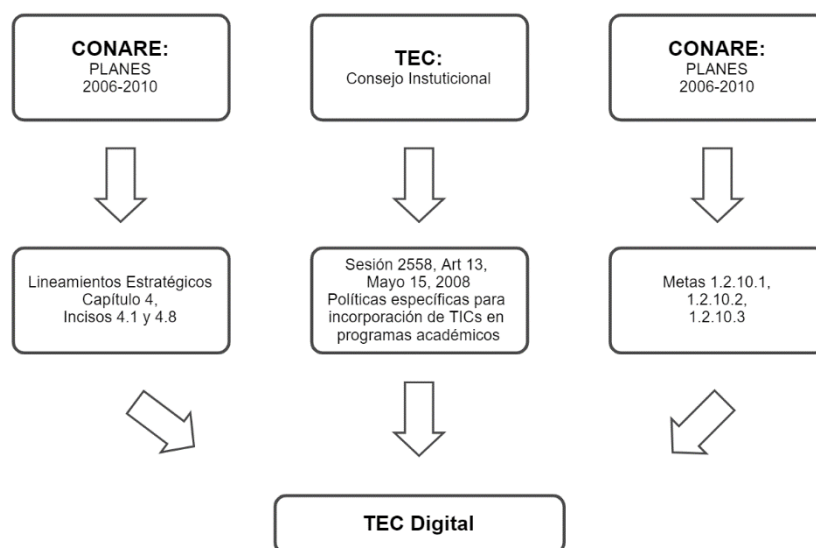 CONARE:
PLANES
2006-2010
TEC:
Consejo Instuticional
CONARE:
PLANES
2006-2010
Lineamientos Estratégicos
Capítulo 4,
Incisos 4.1 y 4.8
Sesión 2558, Art 13,
Mayo 15, 2008
Políticas específicas para
incorporación de TICs en
programas académicos
Metas 1.2.10.1,
1.2.10.2,
1.2.10.3
TEC Digital